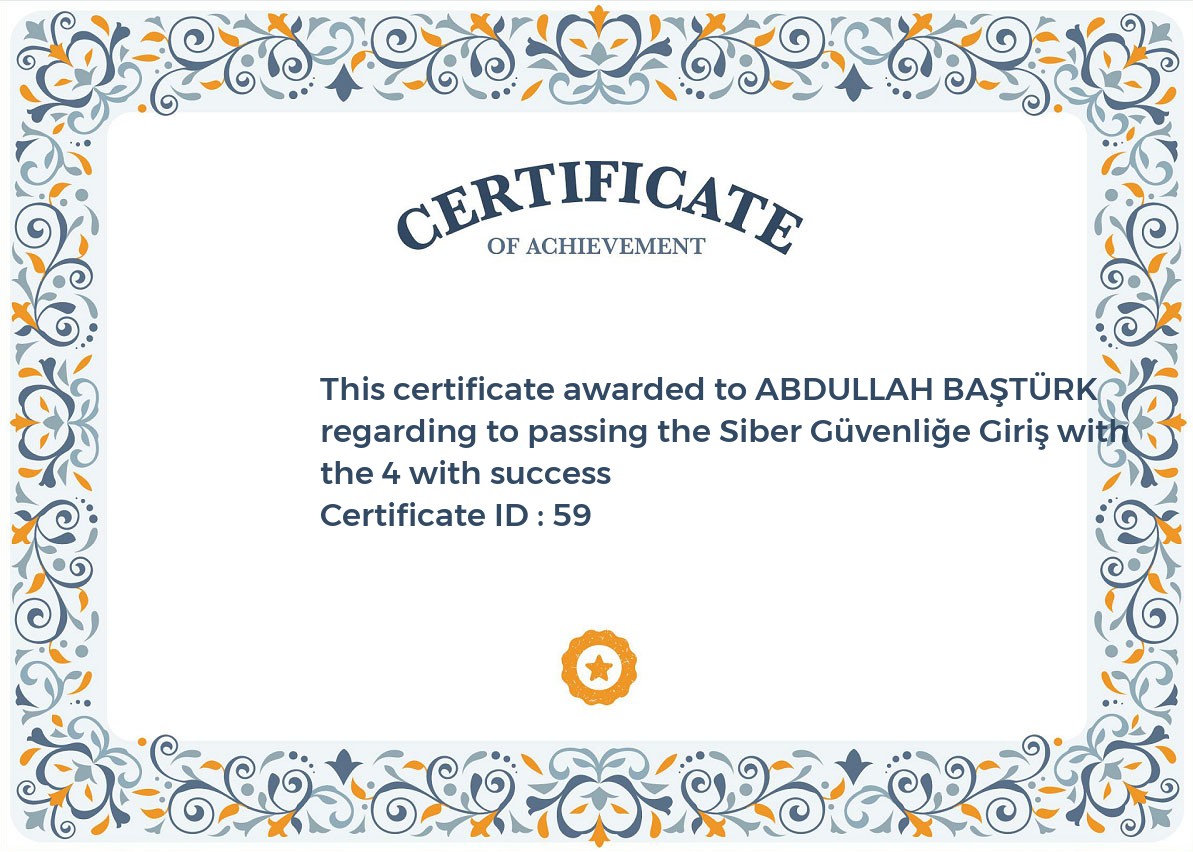 CERTIFICATE
OF ACHIEVEMENT
This certificate awarded to ABDULLAH BAŞTÜRK
regarding to passing the Siber Güvenliğe Giriş with
the 4 with success
Certificate ID : 59